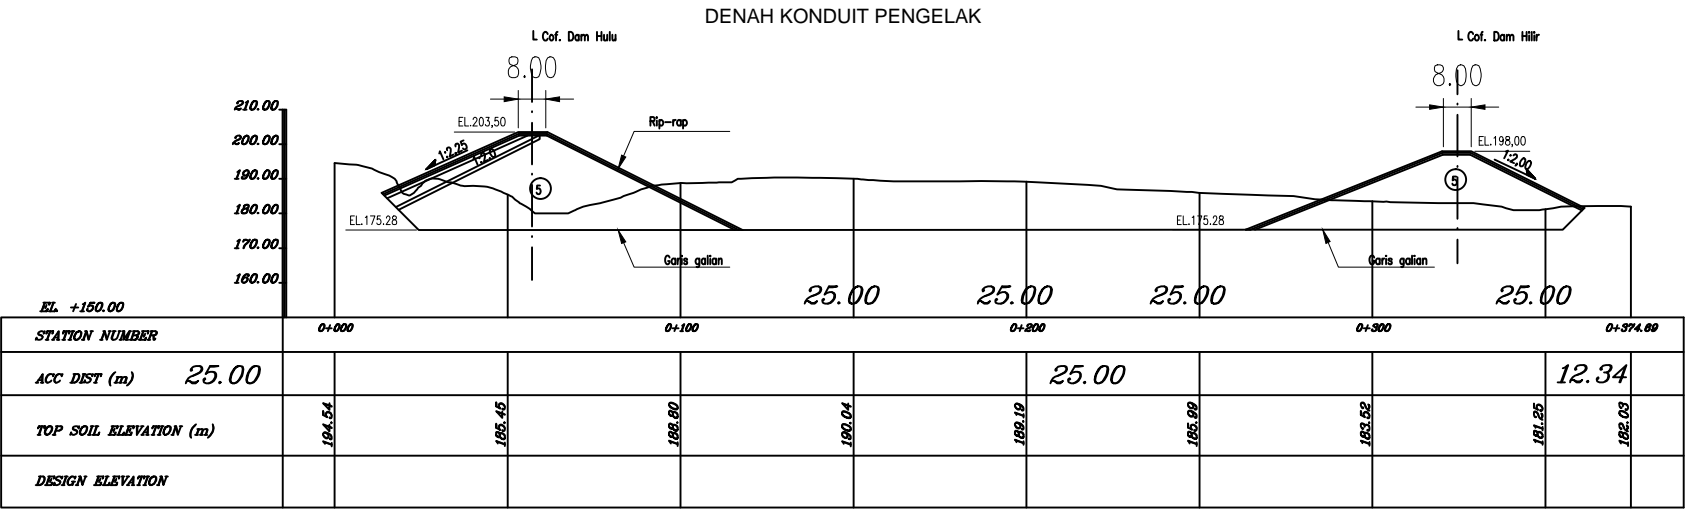 DENAH KONDUIT PENGELAK
L Cof. Dam Hulu
L Cof. Dam Hilir
8.00
8.00
210.00
EL.203,50
Rip-rap
EL.198,00
200.00
1:2.25
1:2.0
1:2,00
190.00
5
5
180.00
EL.175.28
EL.175.28
170.00
Garis galian
Garis galian
160.00
25.00
25.00
25.00
25.00
EL. +150.00
STATION NUMBER
0+000
0+100
0+200
0+300
0+374.69
ACC DIST (m)
25.00
25.00
12.34
TOP SOIL ELEVATION (m)
194.54
185.45
188.80
190.04
189.19
185.99
183.52
181.25
182.03
DESIGN ELEVATION